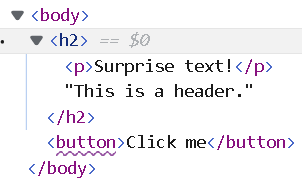 <body>
<h2> == $0
<p>Surprise text!</p>
"This is a header."
</h2>
<button>Click me</button>
</body>